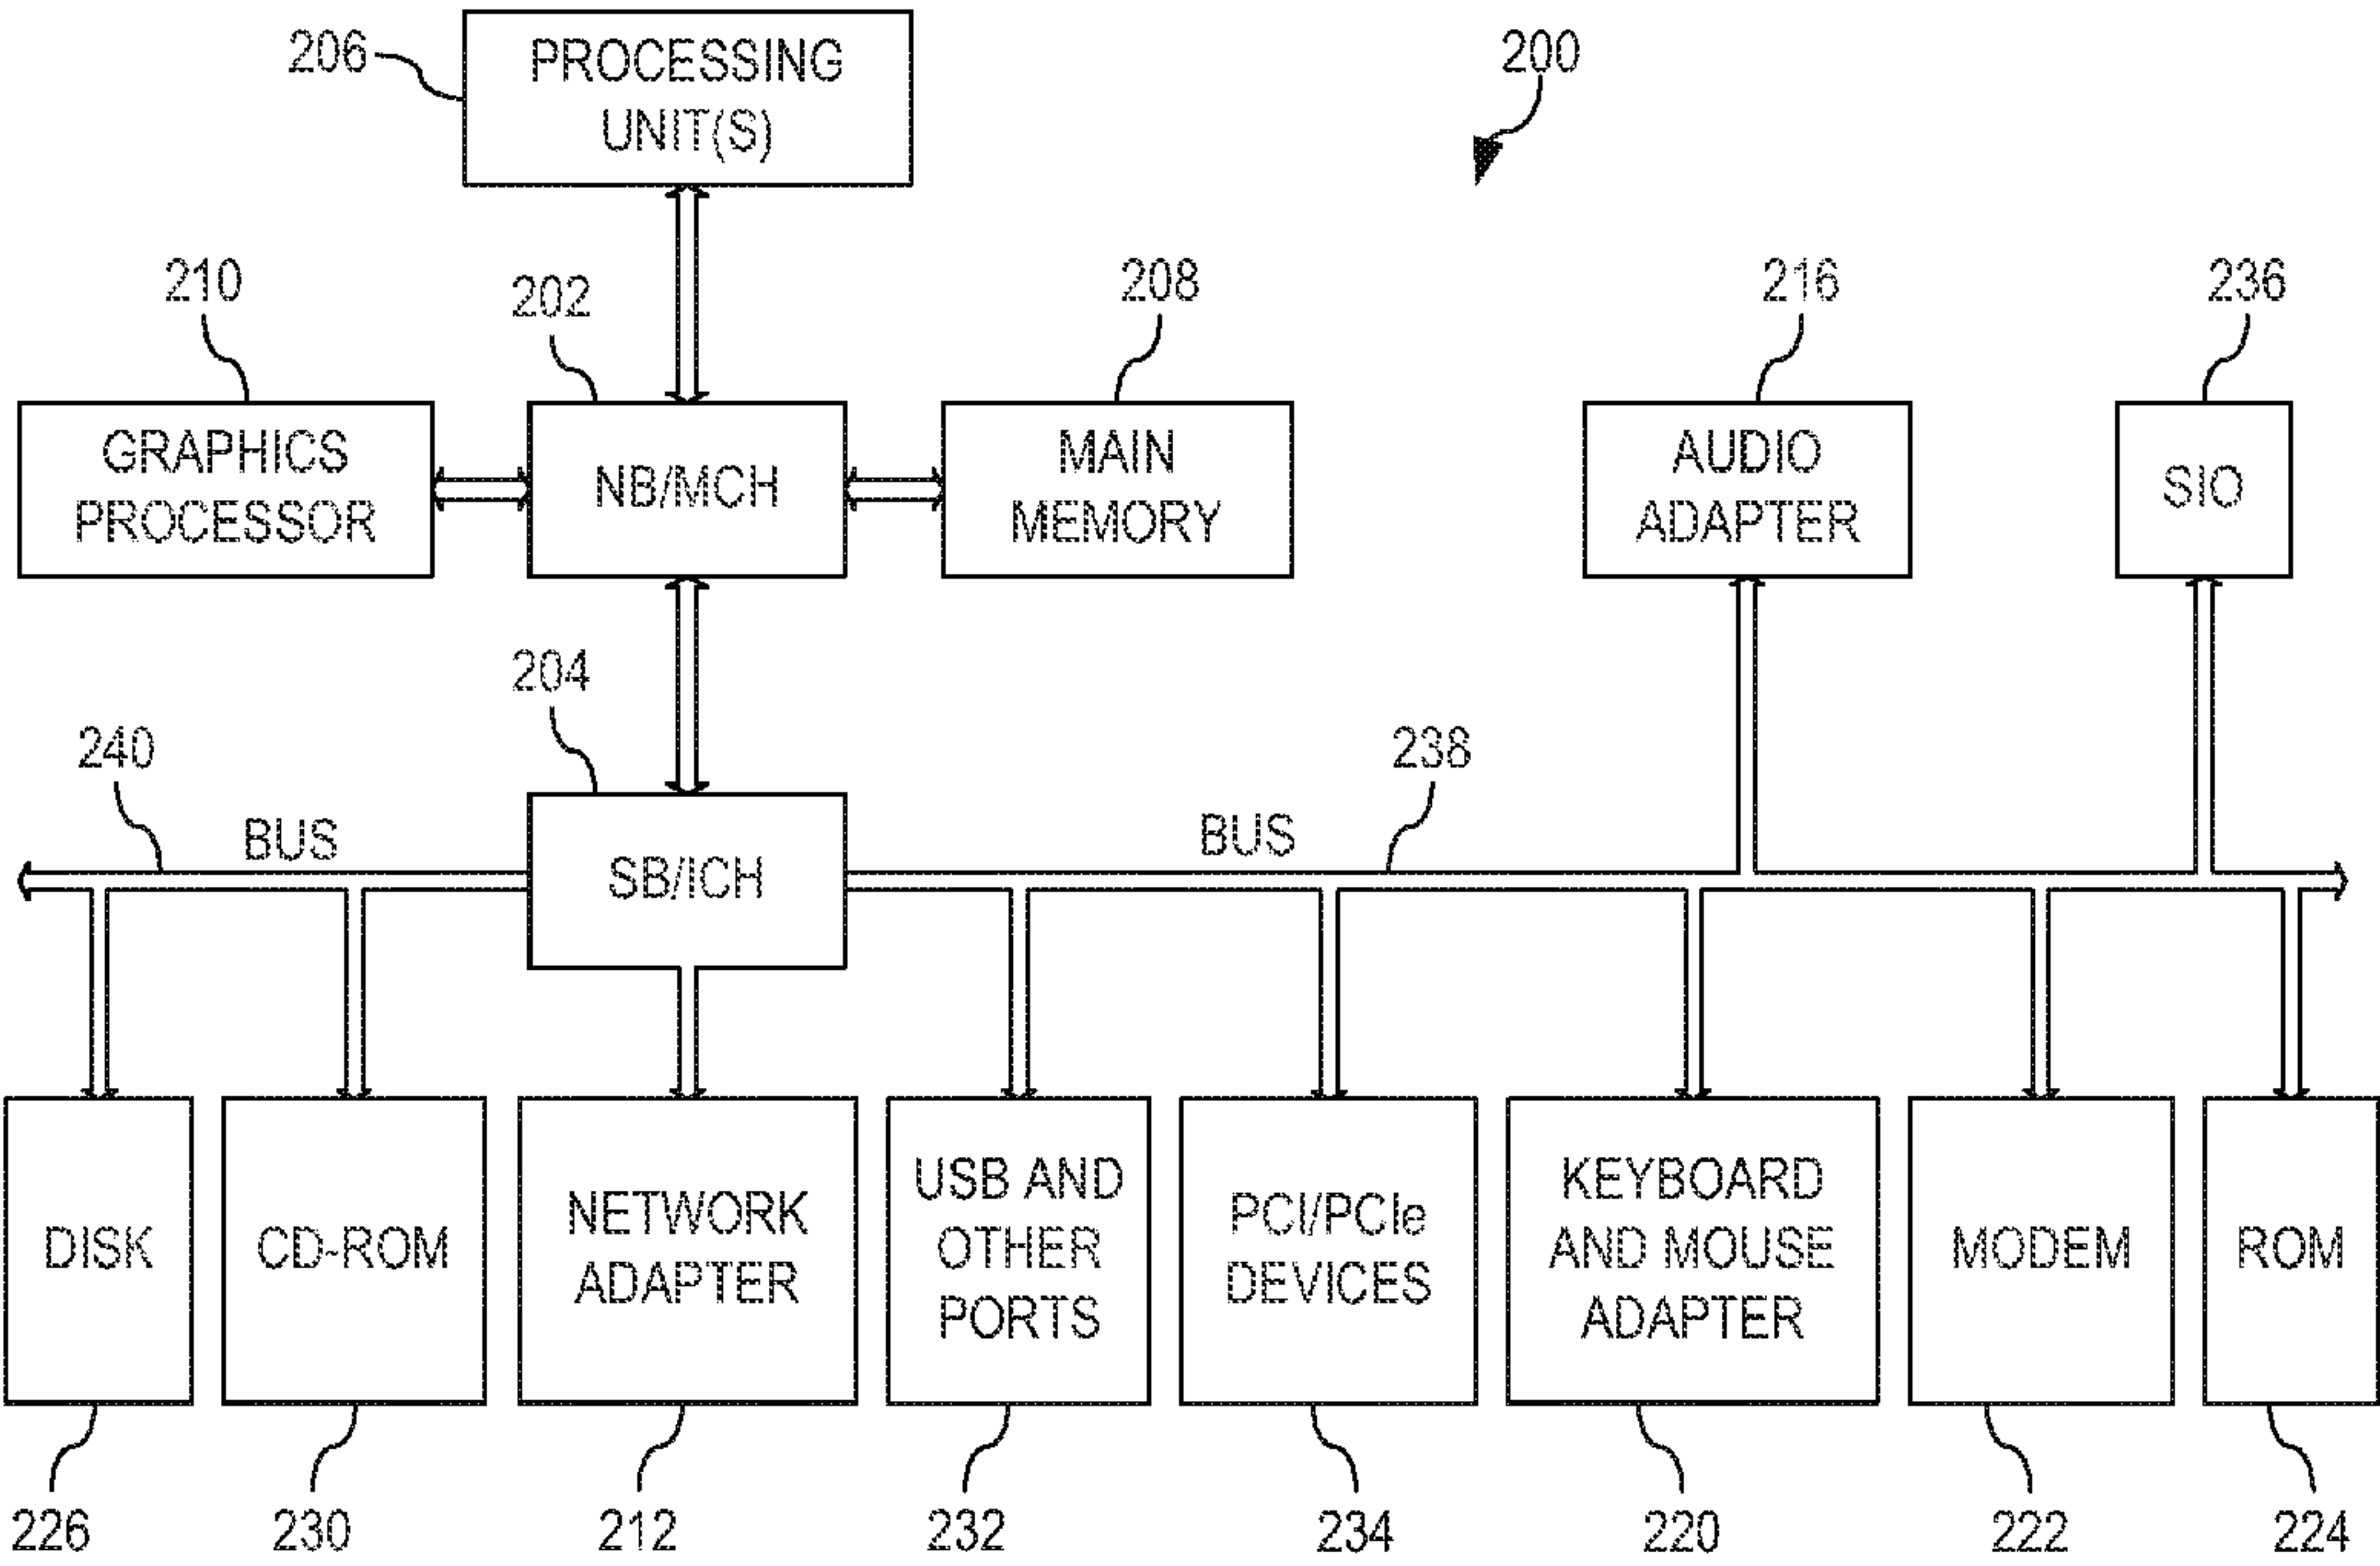 206
PROCESSING
UNIT(S)
200
210
202
208
216
236
GRAPHICS
PROCESSOR
NB/MCH
MAIN
MEMORY
AUDIO
ADAPTER
SIO
204
240
BUS
SB/ICH
BUS
238
DISK
CD-ROM
NETWORK
ADAPTER
USB AND
OTHER
PORTS
PCI/PCIe
DEVICES
KEYBOARD
AND MOUSE
ADAPTER
MODEM
ROM
226
230
212
232
234
220
222
224